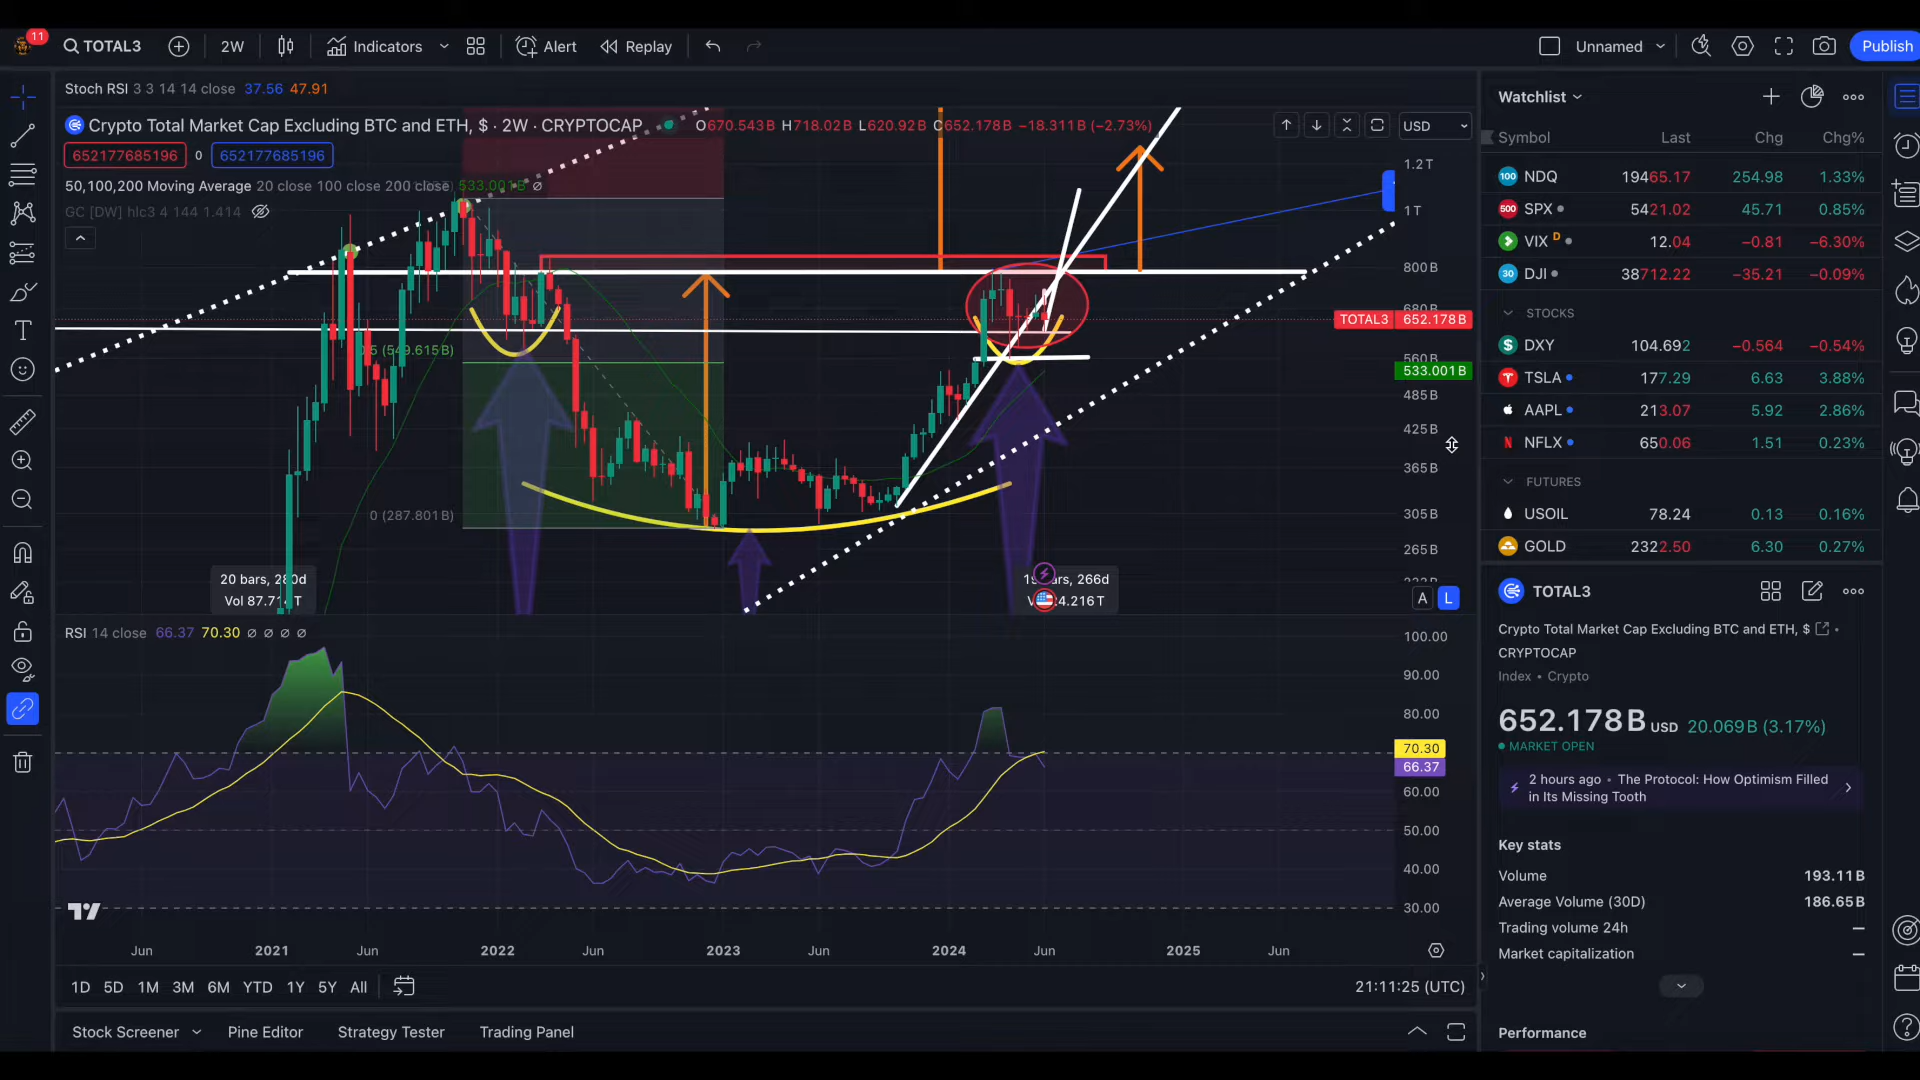 11
TOTAL3 2W Indicators Alert Replay Unnamed Publish
Stoch RSI 3 3 14 14 close 37.56 47.91
Crypto Total Market Cap Excluding BTC and ETH, $ · 2W · CRYPTOCAP O670.543B H718.02B L620.92B C652.178B −18.311B (−2.73%)
USD
652177685196 0 652177685196
50,100,200 Moving Average 20 close 100 close 200 close 533.001B ∅
GC [DW] hlc3 4 144 1.414
1.2T
1T
800B
TOTAL3 652.178B
0.5 (549.615B)
560B
533.001B
485B
425B
365B
0 (287.801B)
305B
265B
20 bars, 280d
266d
A L
RSI 14 close 66.37 70.30 ∅ ∅ ∅ ∅
100.00
90.00
80.00
70.30
66.37
60.00
50.00
40.00
30.00
Jun 2021 Jun 2022 Jun 2023 Jun 2024 Jun 2025 Jun
1D 5D 1M 3M 6M YTD 1Y 5Y All 21:11:25 (UTC)
Stock Screener Pine Editor Strategy Tester Trading Panel
Watchlist
Symbol Last Chg Chg%
100 NDQ 19465.17 254.98 1.33%
500 SPX 5421.02 45.71 0.85%
VIX D 12.04 −0.81 −6.30%
30 DJI 38712.22 −35.21 −0.09%
STOCKS
DXY 104.692 −0.564 −0.54%
TSLA 177.29 6.63 3.88%
AAPL 213.07 5.92 2.86%
NFLX 650.06 1.51 0.23%
FUTURES
USOIL 78.24 0.13 0.16%
GOLD 2322.50 6.30 0.27%
TOTAL3
Crypto Total Market Cap Excluding BTC and ETH, $ •
CRYPTOCAP
Index • Crypto
652.178B USD 20.069B (3.17%)
MARKET OPEN
2 hours ago • The Protocol: How Optimism Filled
in Its Missing Tooth
Key stats
Volume 193.11B
Average Volume (30D) 186.65B
Trading volume 24h —
Market capitalization —
Performance